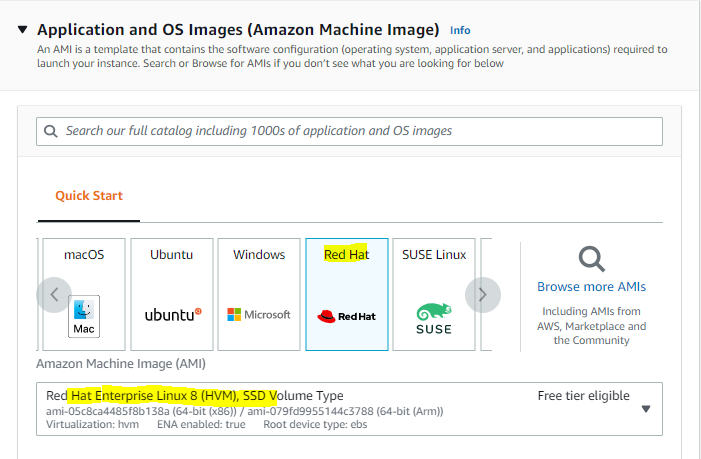 Application and OS Images (Amazon Machine Image) Info
An AMI is a template that contains the software configuration (operating system, application server, and applications) required to
launch your instance. Search or Browse for AMIs if you don't see what you are looking for below
Search our full catalog including 1000s of application and OS images
Quick Start
macOS
Mac
Ubuntu
ubuntu
Windows
Microsoft
Red Hat
RedHat
SUSE Linux
SUSE
Browse more AMIs
Including AMIs from
AWS, Marketplace and
the Community
Amazon Machine Image (AMI)
Red Hat Enterprise Linux 8 (HVM), SSD Volume Type
Free tier eligible
ami-05c8ca4485f8b138a (64-bit (x86)) / ami-079fd9955144c3788 (64-bit (Arm))
Virtualization: hvm ENA enabled: true Root device type: ebs